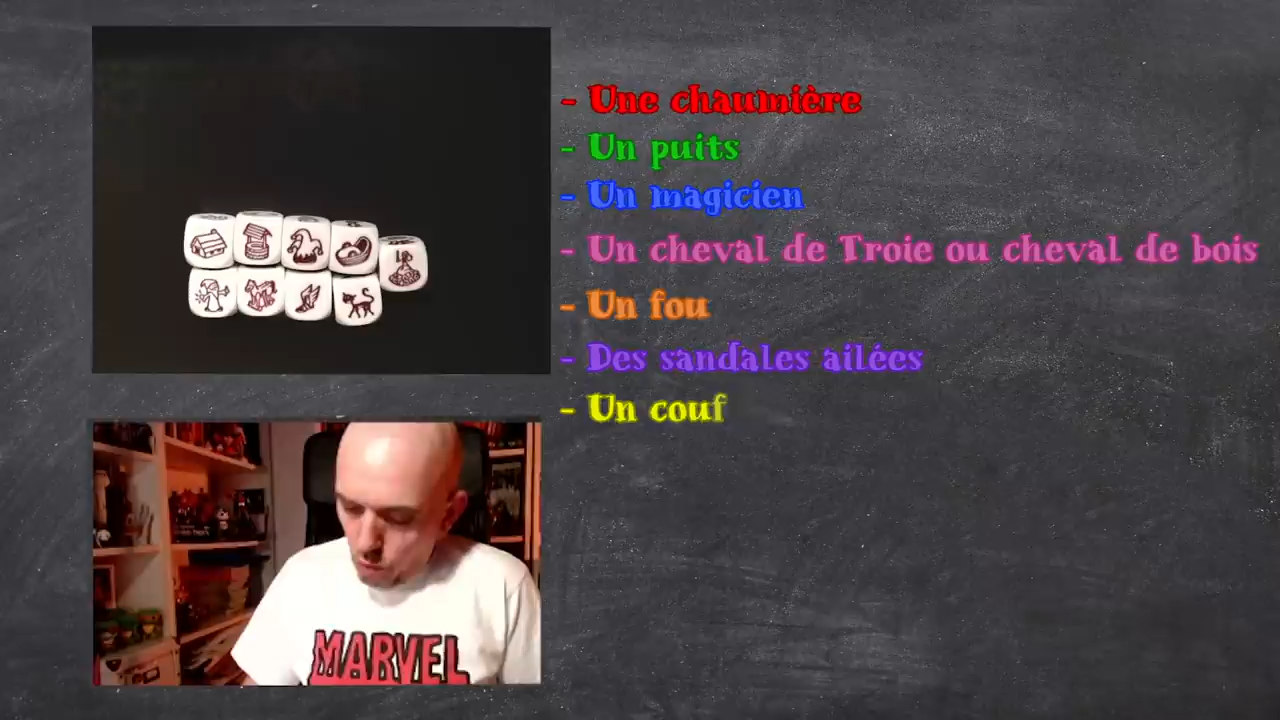 - Une chaumière
- Un puits
- Un magicien
- Un cheval de Troie ou cheval de bois
- Un fou
- Des sandales ailées
- Un couf
MARVEL